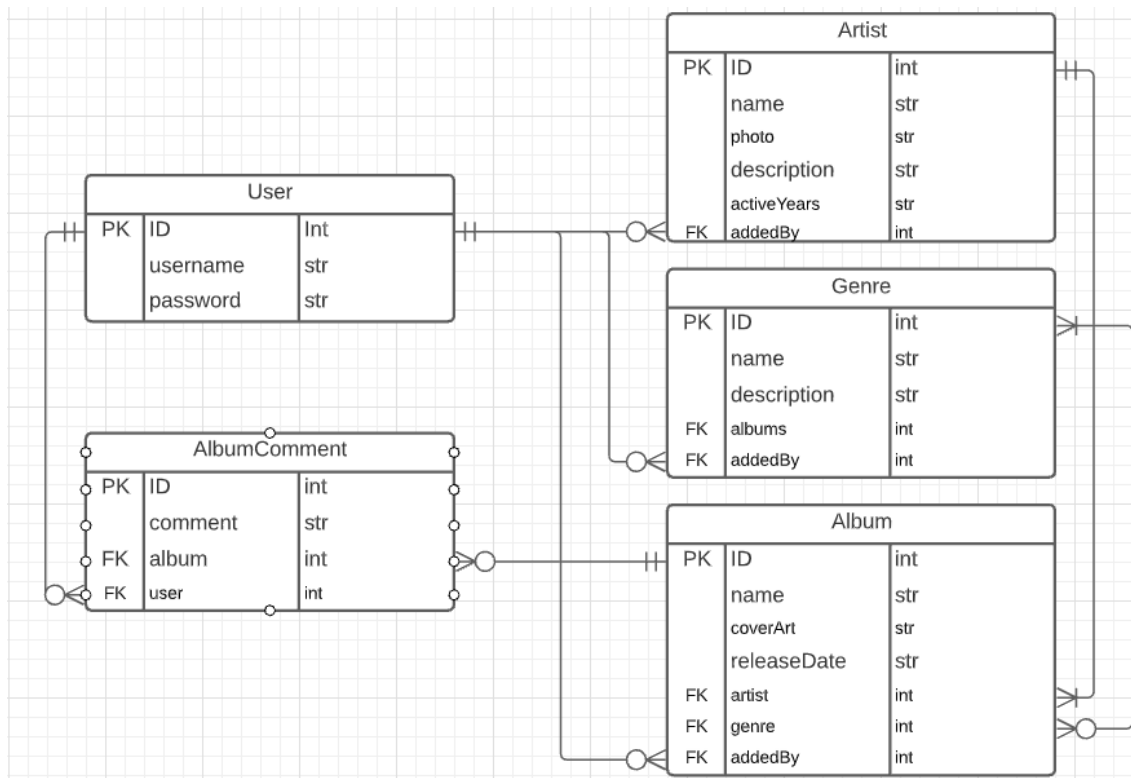 Artist
PK ID int
name str
photo str
description str
activeYears str
FK addedBy int
User
PK ID Int
username str
password str
Genre
PK ID int
name str
description str
FK albums int
FK addedBy int
AlbumComment
PK ID int
comment str
FK album int
FK user int
Album
PK ID int
name str
coverArt str
releaseDate str
FK artist int
FK genre int
FK addedBy int